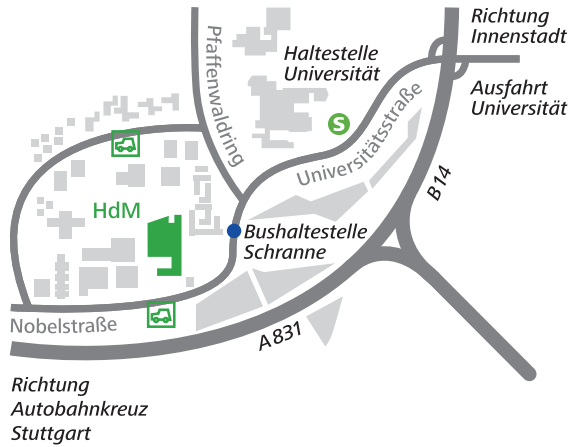 Richtung
Innenstadt
Haltestelle
Universität
Ausfahrt
Universität
Pfaffenwaldring
S
Universitätsstraße
B14
HdM
Bushaltestelle
Schranne
Nobelstraße
A 831
Richtung
Autobahnkreuz
Stuttgart